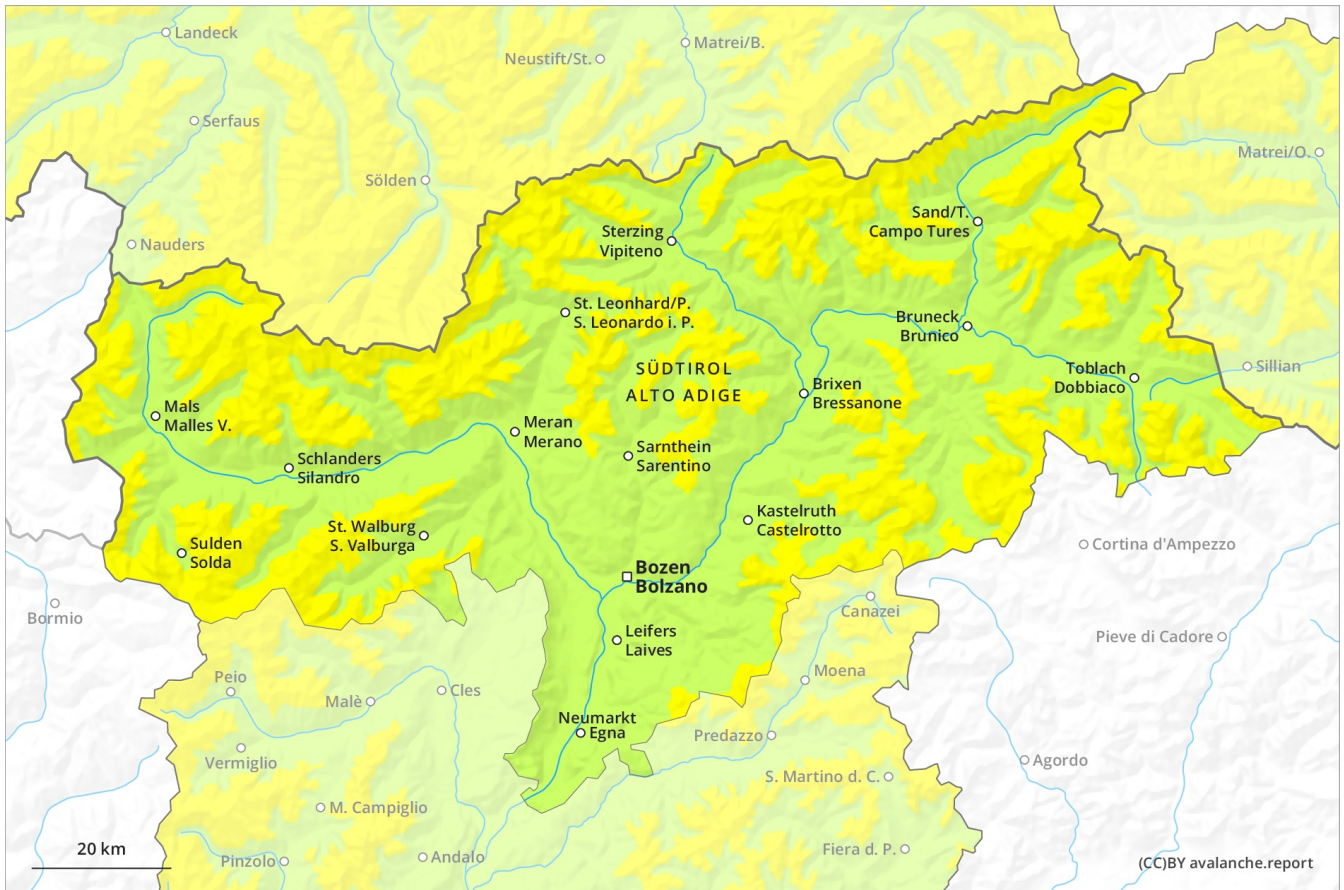 Landeck
Matrei/B.
Neustift/St.
Serfaus
Matrei/O.
Sölden
Sand/T.
Campo Tures
Nauders
Sterzing
Vipiteno
St. Leonhard/P.
S. Leonardo i. P.
Bruneck
Brunico
SÜDTIROL
ALTO ADIGE
Toblach
Dobbiaco
Sillian
Brixen
Bressanone
Mals
Malles V.
Meran
Merano
Sarnthein
Sarentino
Schlanders
Silandro
Kastelruth
Castelrotto
St. Walburg
S. Valburga
Sulden
Solda
Cortina d'Ampezzo
Bozen
Bolzano
Bormio
Canazei
Leifers
Laives
Pieve di Cadore
Peio
Moena
Malè
Cles
Neumarkt
Egna
Predazzo
Vermiglio
Agordo
S. Martino d. C.
M. Campiglio
20 km
Pinzolo
Andalo
Fiera d. P.
(CC)BY avalanche.report